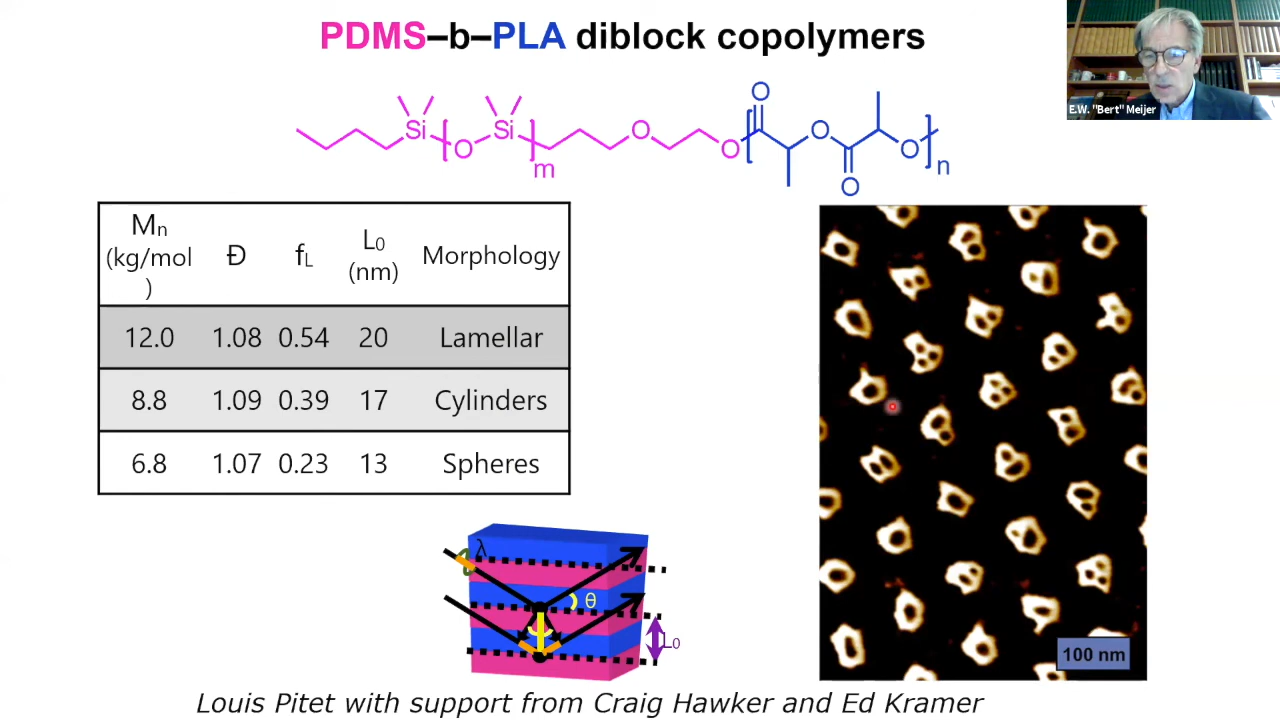 PDMS–b–PLA diblock copolymers
E.W. "Bert" Meijer
Si
O
Si
m
O
O
O
O
O
O
n
Mn
(kg/mol
)
Đ
fL
L0
(nm)
Morphology
12.0 1.08 0.54 20 Lamellar
8.8 1.09 0.39 17 Cylinders
6.8 1.07 0.23 13 Spheres
λ
θ
L0
100 nm
Louis Pitet with support from Craig Hawker and Ed Kramer